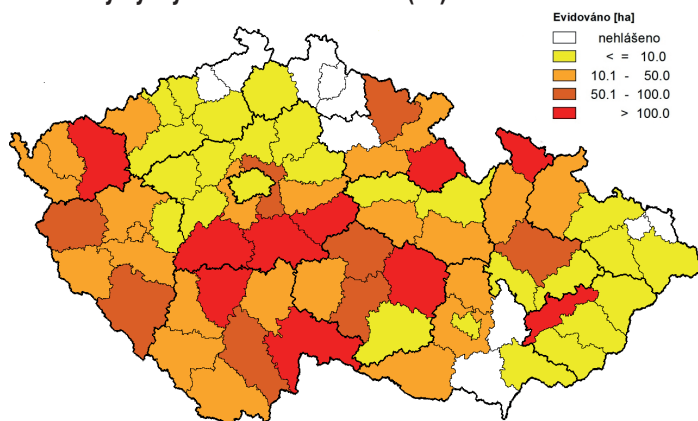 Evidováno [ha]
nehlášeno
< = 10.0
10.1 - 50.0
50.1 - 100.0
> 100.0